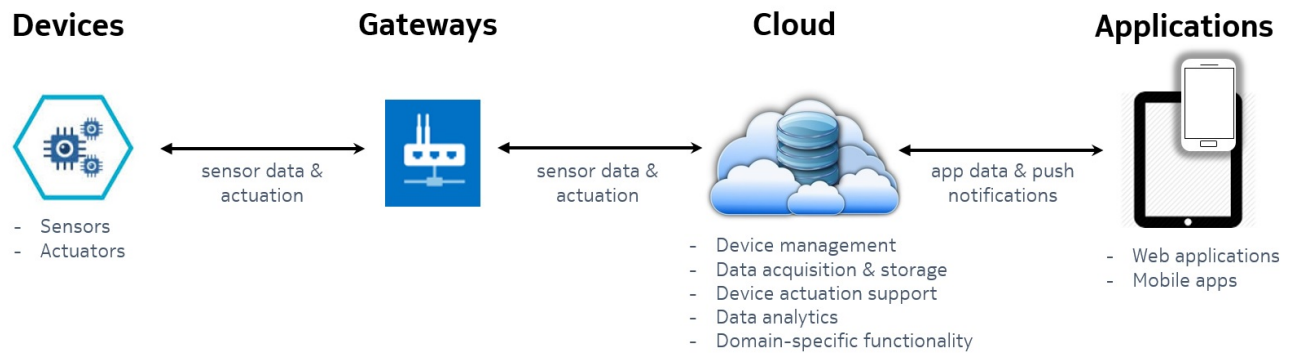 Devices
Gateways
Cloud
Applications
sensor data &
actuation
sensor data &
actuation
app data & push
notifications
- Sensors
- Actuators
- Device management
- Data acquisition & storage
- Device actuation support
- Data analytics
- Domain-specific functionality
- Web applications
- Mobile apps